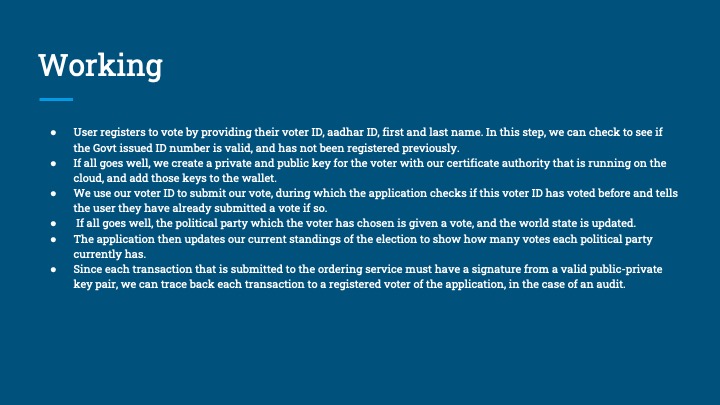 Working
● User registers to vote by providing their voter ID, aadhar ID, first and last name. In this step, we can check to see if
the Govt issued ID number is valid, and has not been registered previously.
● If all goes well, we create a private and public key for the voter with our certificate authority that is running on the
cloud, and add those keys to the wallet.
● We use our voter ID to submit our vote, during which the application checks if this voter ID has voted before and tells
the user they have already submitted a vote if so.
● If all goes well, the political party which the voter has chosen is given a vote, and the world state is updated.
● The application then updates our current standings of the election to show how many votes each political party
currently has.
● Since each transaction that is submitted to the ordering service must have a signature from a valid public-private
key pair, we can trace back each transaction to a registered voter of the application, in the case of an audit.